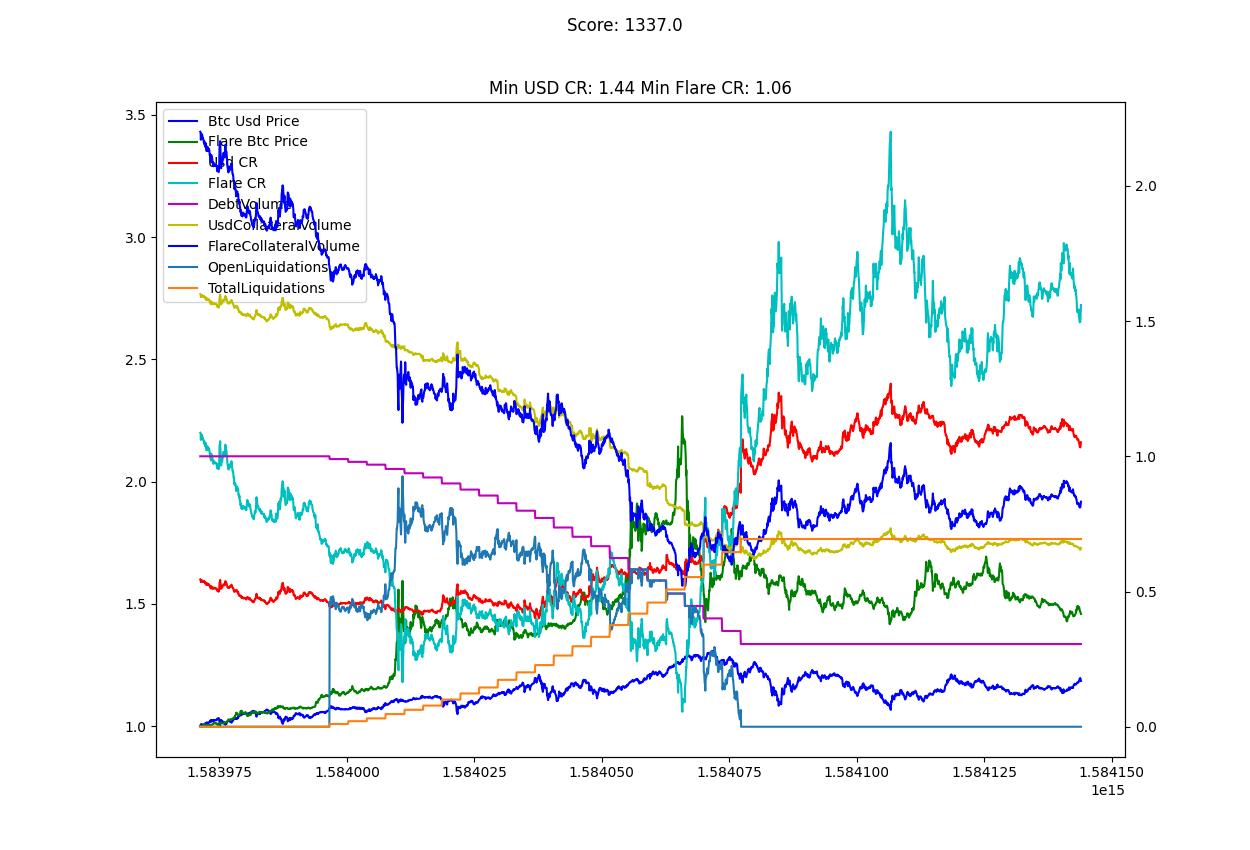 Score: 1337.0
Min USD CR: 1.44 Min Flare CR: 1.06
3.5
3.0
2.5
2.0
1.5
1.0
Btc Usd Price
Flare Btc Price
Usd CR
Flare CR
DebtVolume
UsdCollateralVolume
FlareCollateralVolume
OpenLiquidations
TotalLiquidations
2.0
1.5
1.0
0.5
0.0
1.583975 1.584000 1.584025 1.584050 1.584075 1.584100 1.584125 1.584150
1e15